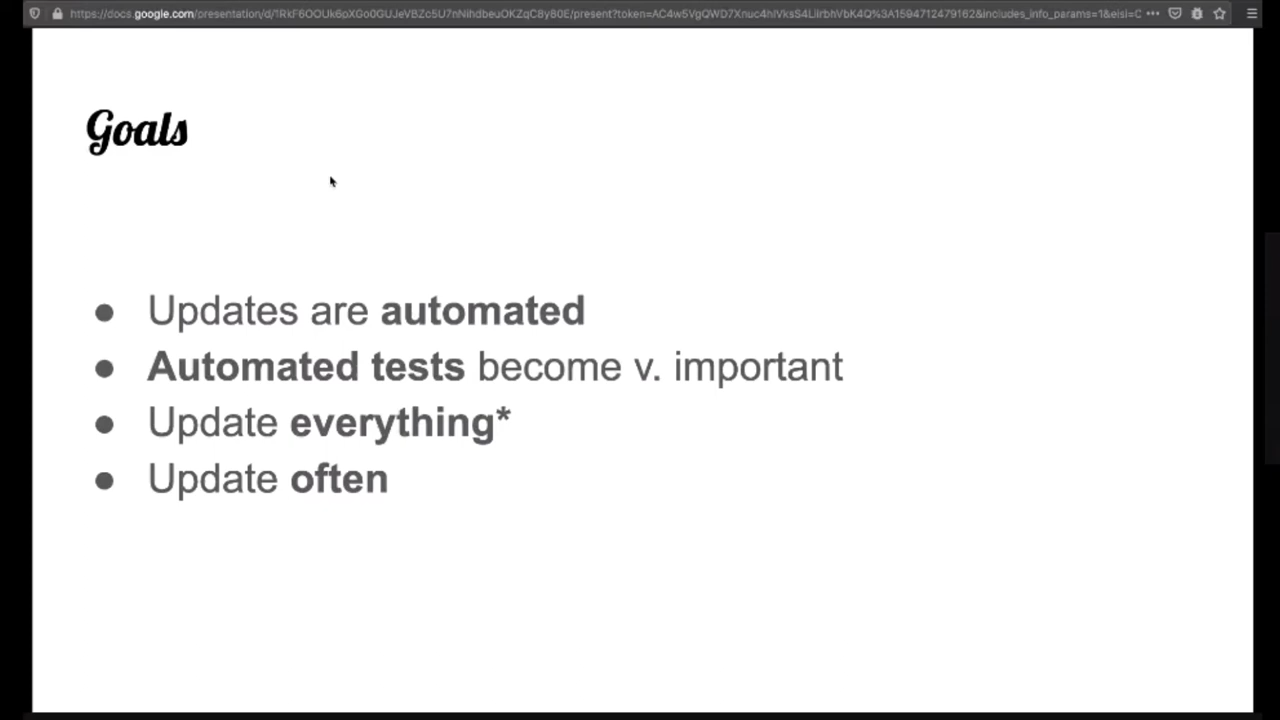 Goals
● Updates are automated
● Automated tests become v. important
● Update everything*
● Update often